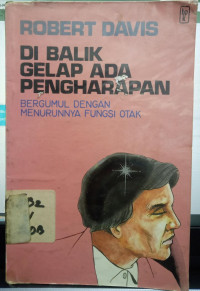 ROBERT DAVIS
DI BALIK
GELAP ADA
PENGHARAPAN
BERGUMUL DENGAN
MENURUNNYA FUNGSI OTAK